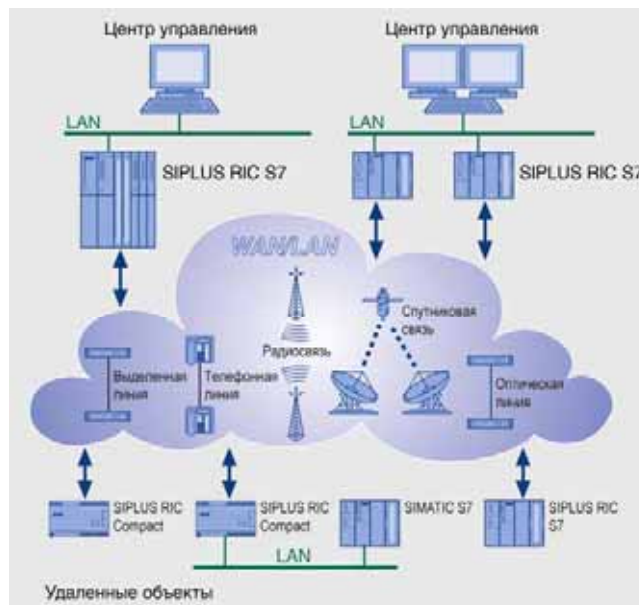 Центр управления
Центр управления
LAN
LAN
SIPLUS RIC S7
SIPLUS RIC S7
WAN/LAN
Спутниковая
связь
Радиосвязь
Выделенная
линия
Телефонная
линия
Оптическая
линия
SIPLUS RIC
Compact
SIPLUS RIC
Compact
SIMATIC S7
SIPLUS RIC
S7
LAN
Удаленные объекты